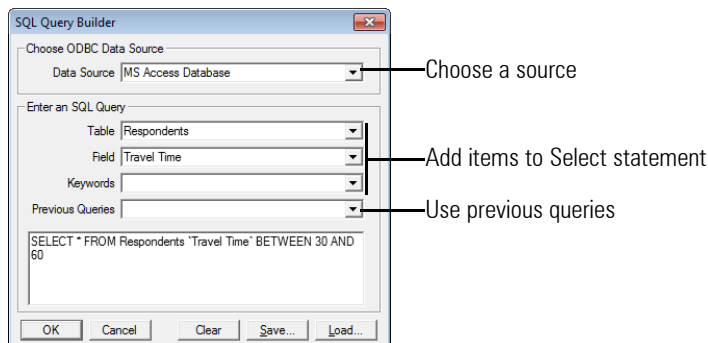 SQL Query Builder
Choose ODBC Data Source
Data Source MS Access Database
Choose a source
Enter an SQL Query
Table Respondents
Field Travel Time
Add items to Select statement
Keywords
Previous Queries
Use previous queries
SELECT * FROM Respondents `Travel Time` BETWEEN 30 AND
60
OK Cancel Clear Save... Load...